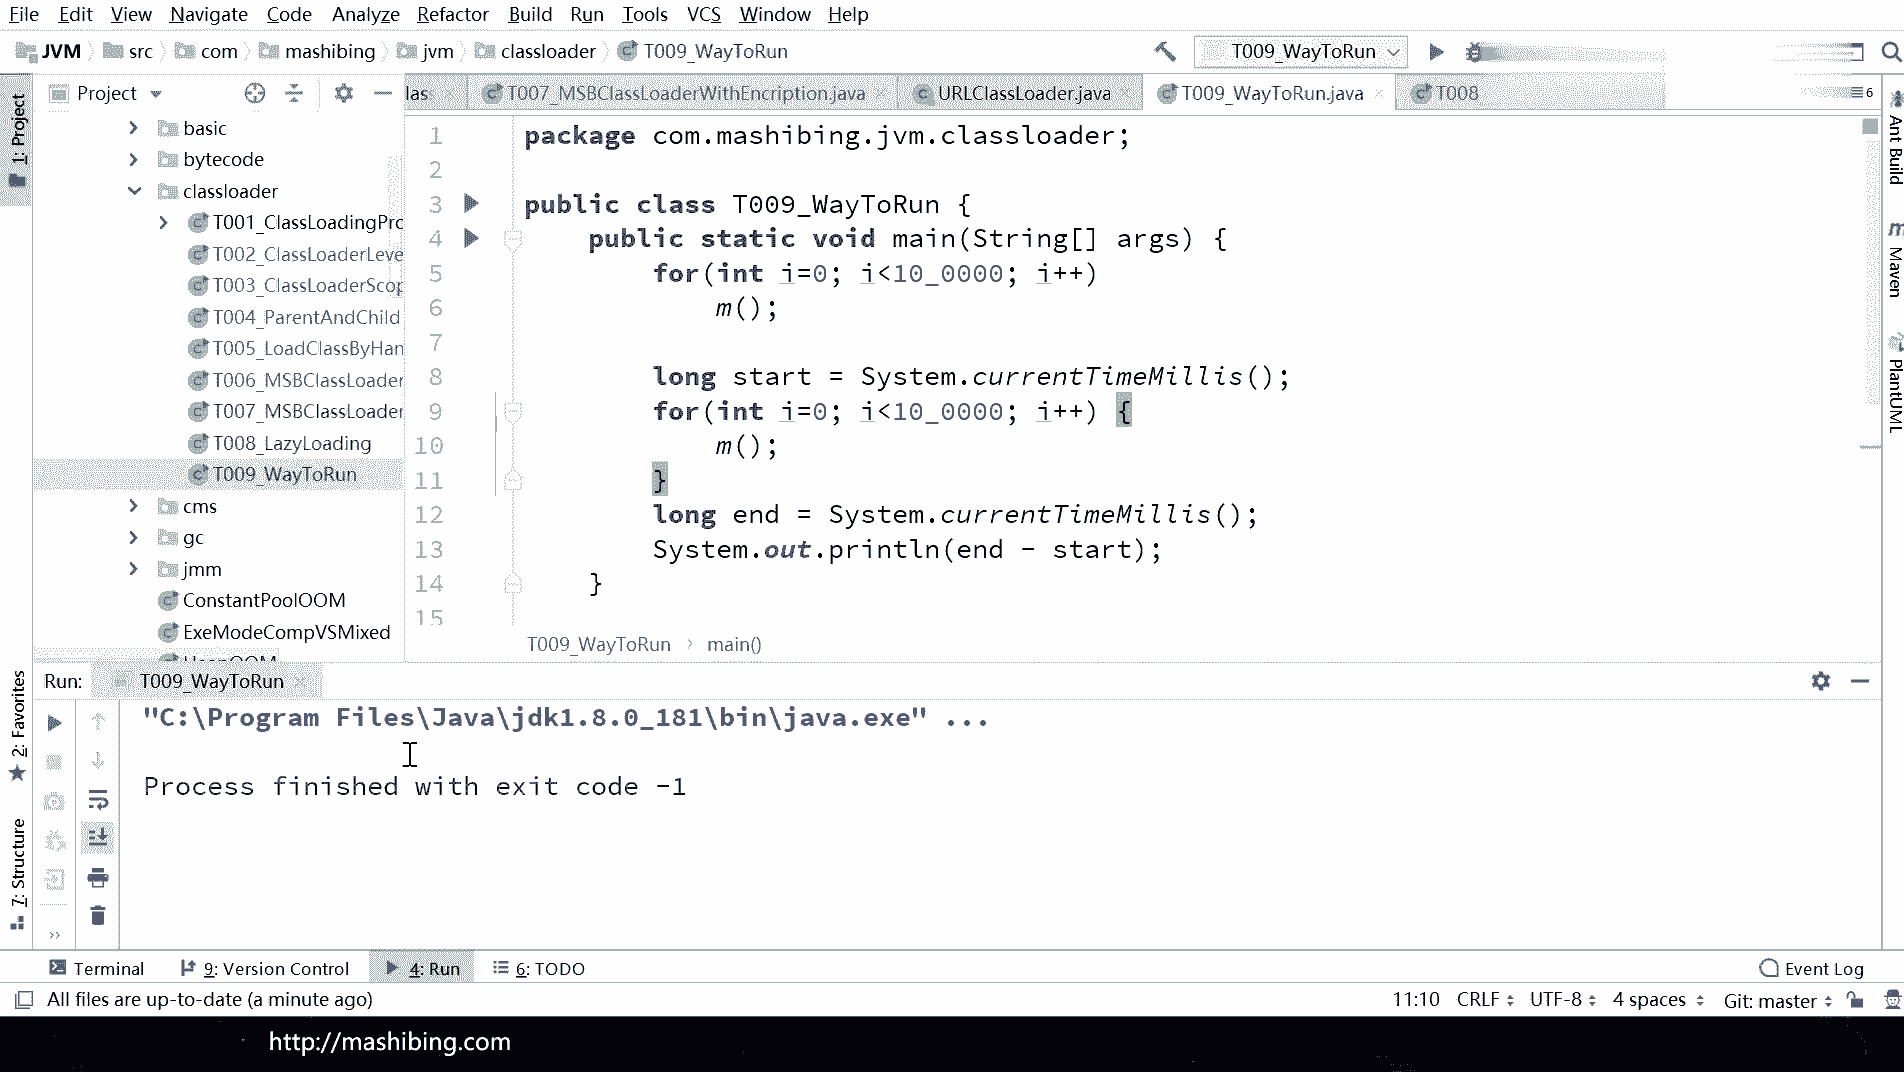 File Edit View Navigate Code Analyze Refactor Build Run Tools VCS Window Help
JVM src com mashibing jvm classloader T009_WayToRun T009_WayToRun
1: Project
Project
las T007_MSBClassLoaderWithEncription.java URLClassLoader.java T009_WayToRun.java T008 6
basic
bytecode
classloader
T001_ClassLoadingPro
T002_ClassLoaderLeve
T003_ClassLoaderScop
T004_ParentAndChild
T005_LoadClassByHan
T006_MSBClassLoader
T007_MSBClassLoader
T008_LazyLoading
T009_WayToRun
cms
gc
jmm
ConstantPoolOOM
ExeModeCompVSMixed
1 package com.mashibing.jvm.classloader;
2
3 public class T009_WayToRun {
4 public static void main(String[] args) {
5 for(int i=0; i<10_0000; i++)
6 m();
7
8 long start = System.currentTimeMillis();
9 for(int i=0; i<10_0000; i++) {
10 m();
11 }
12 long end = System.currentTimeMillis();
13 System.out.println(end - start);
14 }
15
T009_WayToRun main()
Ant Build
Maven
PlantUML
2: Favorites
7: Structure
Run: T009_WayToRun
"C:\Program Files\Java\jdk1.8.0_181\bin\java.exe" ...
Process finished with exit code -1
Terminal 9: Version Control 4: Run 6: TODO Event Log
All files are up-to-date (a minute ago) 11:10 CRLF UTF-8 4 spaces Git: master
http://mashibing.com